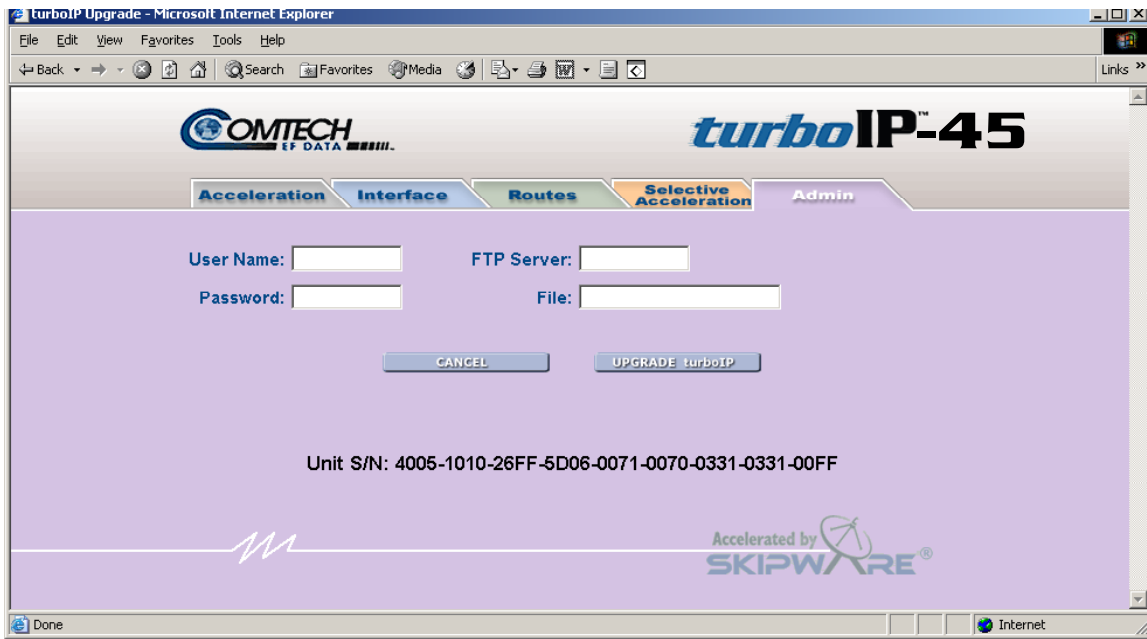 turboIP Upgrade - Microsoft Internet Explorer
File Edit View Favorites Tools Help
Back Search Favorites Media Links »
COMTECH
EF DATA
turboIP™-45
Acceleration Interface Routes Selective Acceleration Admin
User Name: FTP Server:
Password: File:
CANCEL UPGRADE turboIP
Unit S/N: 4005-1010-26FF-5D06-0071-0070-0331-0331-00FF
Accelerated by
SKIPWARE®
Done Internet